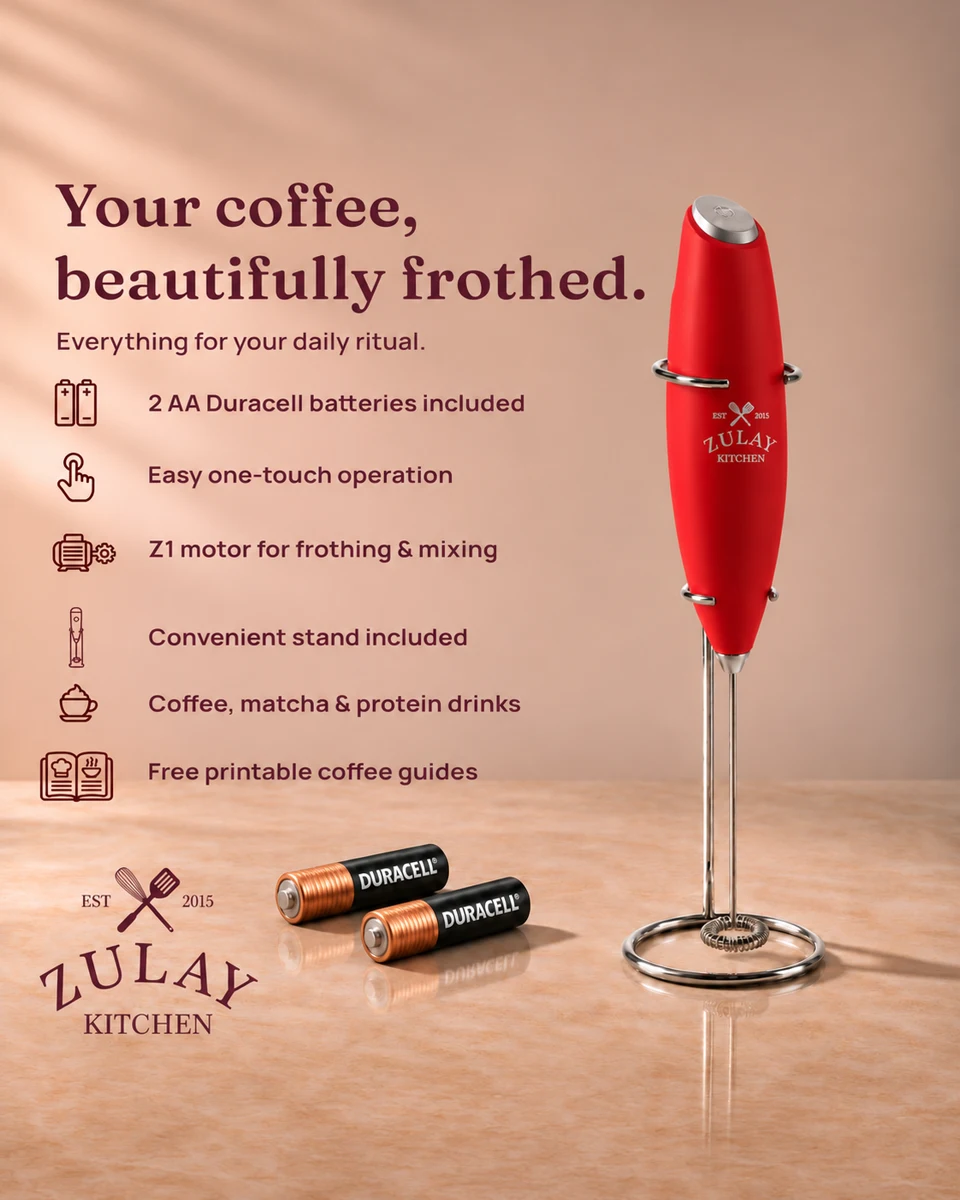 Your coffee,
beautifully frothed.
Everything for your daily ritual.
2 AA Duracell batteries included
Easy one-touch operation
Z1 motor for frothing & mixing
Convenient stand included
Coffee, matcha & protein drinks
Free printable coffee guides
EST 2015
ZULAY
KITCHEN
DURACELL®
DURACELL®
EST 2015
ZULAY
KITCHEN